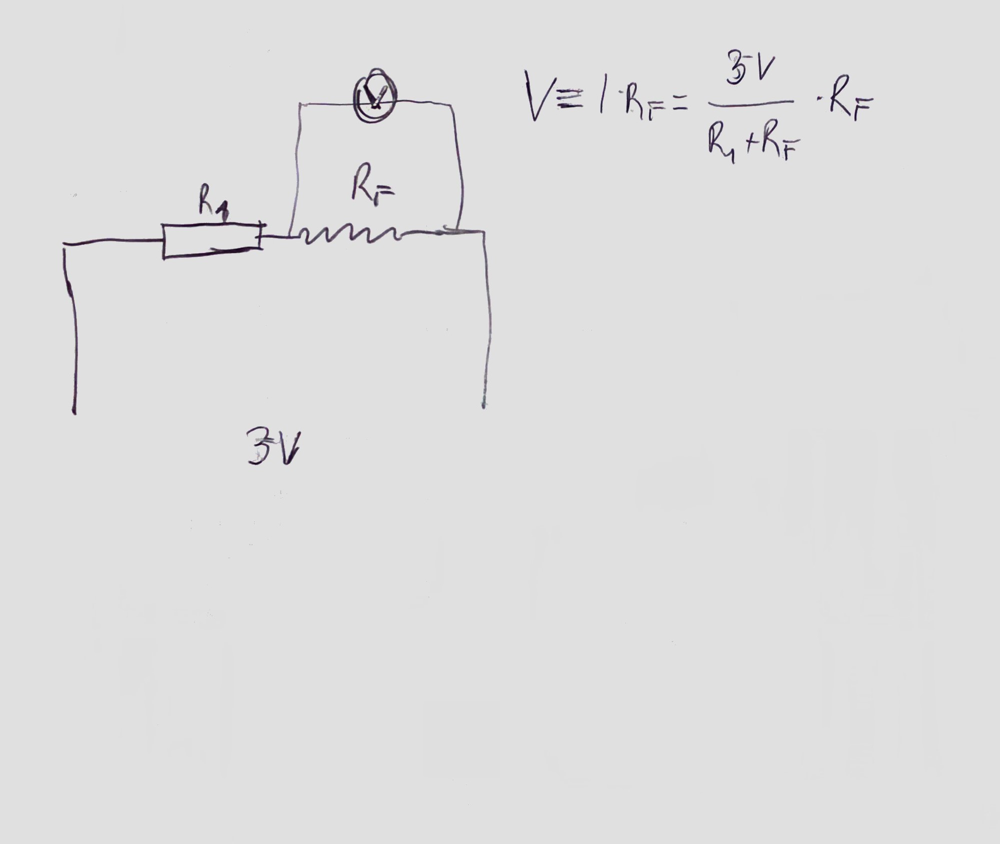 V
V ≡ I · R_F = 3V / (R_1 + R_F) · R_F
R_F
R_1
3V